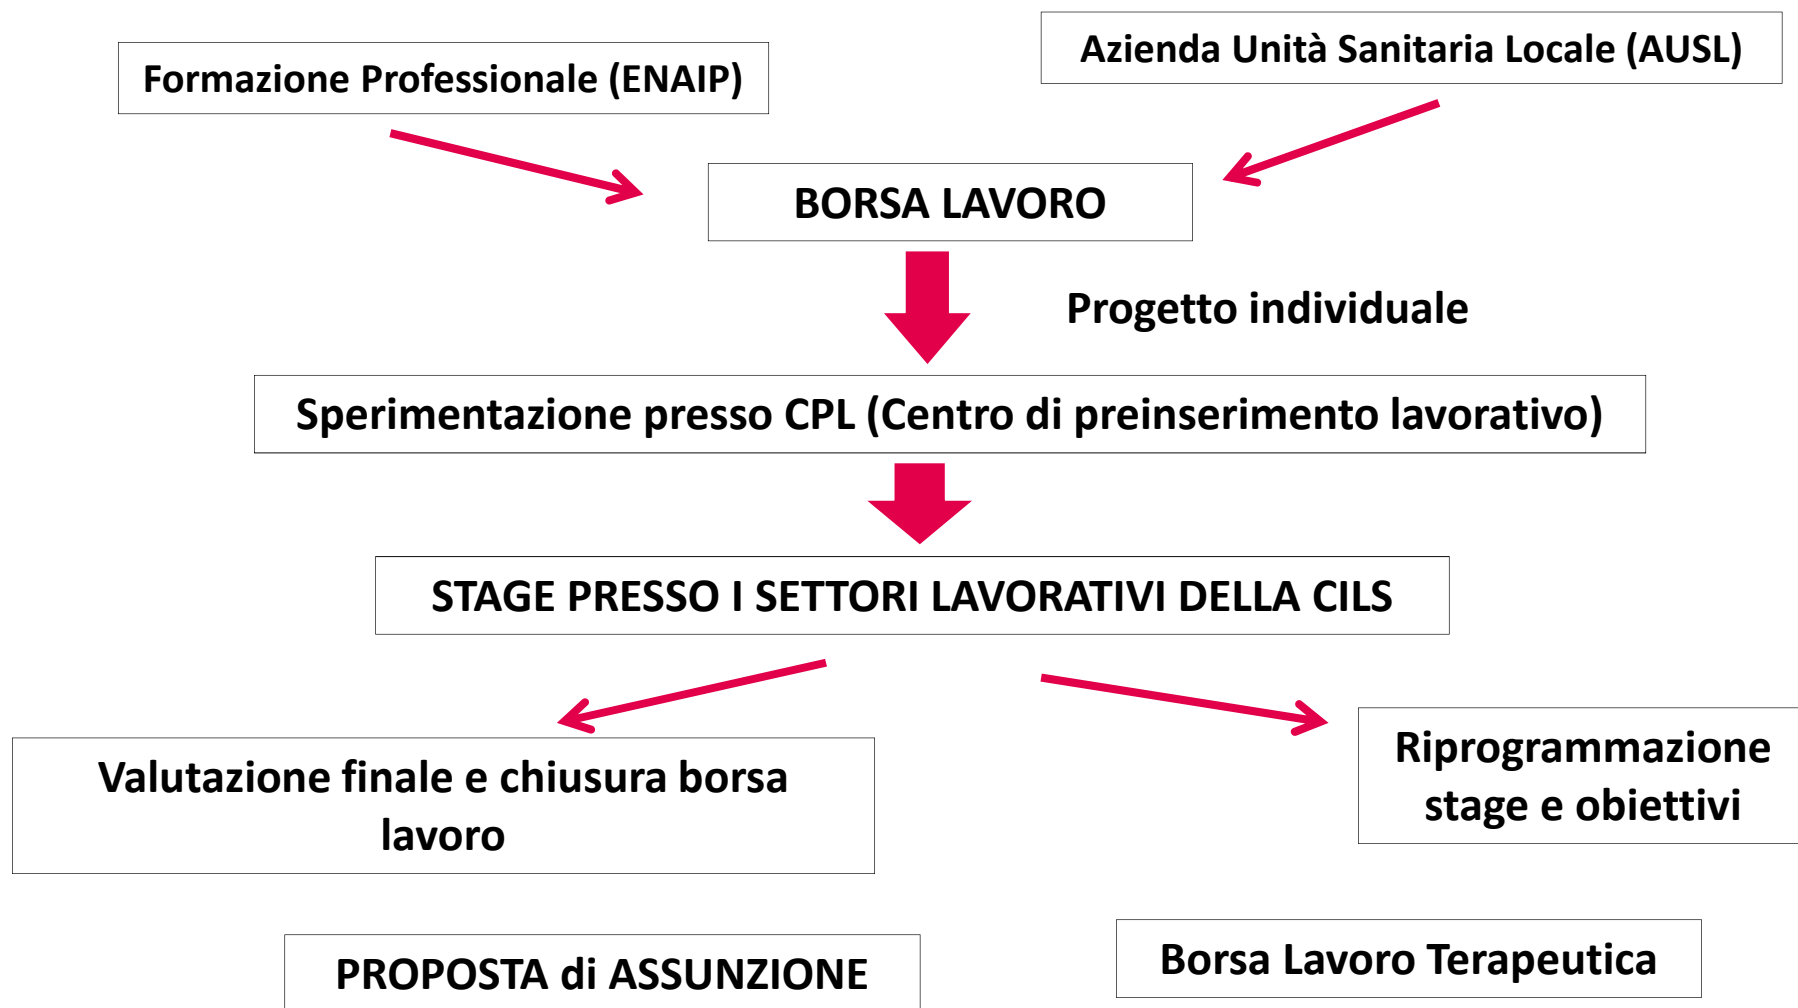 Formazione Professionale (ENAIP)
Azienda Unità Sanitaria Locale (AUSL)
BORSA LAVORO
Progetto individuale
Sperimentazione presso CPL (Centro di preinserimento lavorativo)
STAGE PRESSO I SETTORI LAVORATIVI DELLA CILS
Valutazione finale e chiusura borsa
lavoro
Riprogrammazione
stage e obiettivi
PROPOSTA di ASSUNZIONE
Borsa Lavoro Terapeutica